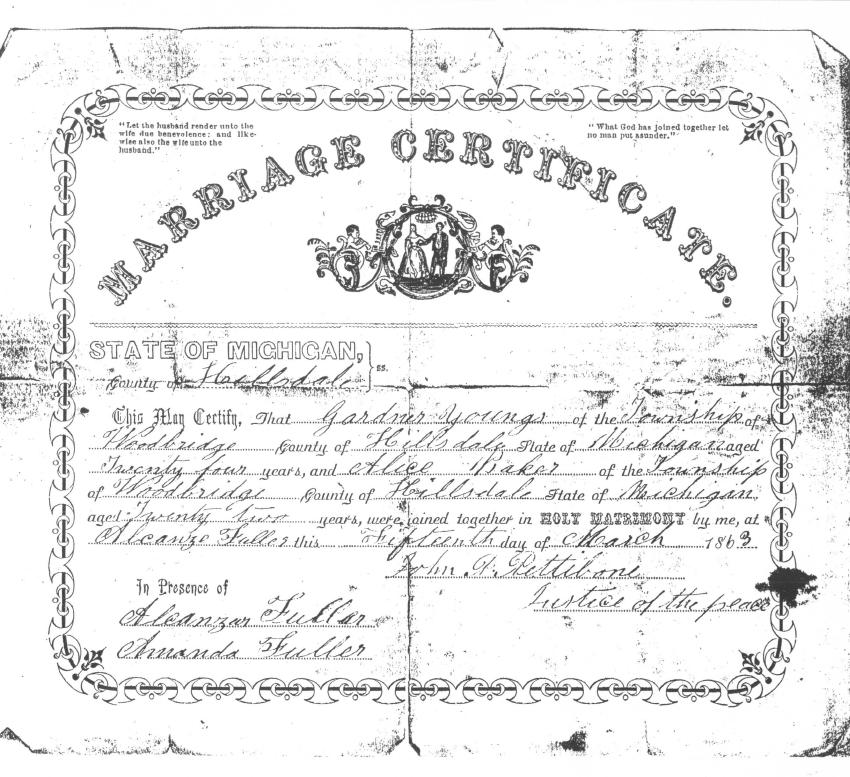 "Let the husband render unto the
wife due benevolence: and like-
wise also the wife unto the
husband."
"What God has joined together let
no man put asunder."
MARRIAGE CERTIFICATE.
STATE OF MICHIGAN,
County of Hillsdale ss.
This May Certify, That Gardner Youngs of the Township of
Woodbridge County of Hillsdale State of Michigan aged
Twenty four years, and Alice Baker of the Township
of Woodbridge County of Hillsdale State of Michigan
aged Twenty two years, were joined together in HOLY MATRIMONY by me, at
Alcanze Fuller this Fifteenth day of March 1863
John Pettibone
Justice of the peace
In Presence of
Alcanzor Fuller
Amanda Fuller